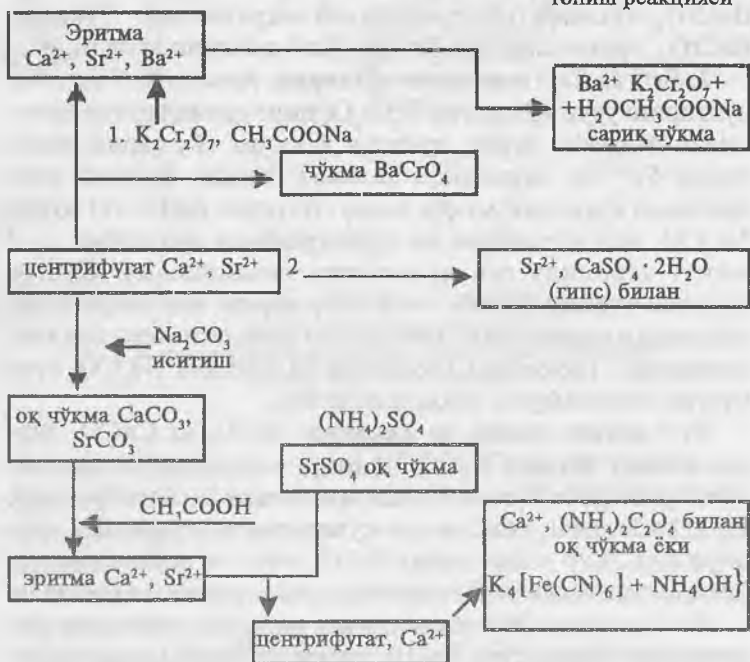 топиш реакцияси
Эритма
Ca²⁺, Sr²⁺, Ba²⁺
Ba²⁺ K₂Cr₂O₇+
+H₂OCH₃COONa
сариқ чўкма
1. K₂Cr₂O₇, CH₃COONa
чўкма BaCrO₄
центрифугат Ca²⁺ Sr²⁺
2
Sr²⁺, CaSO₄ · 2H₂O
(гипс) билан
Na₂CO₃
иситиш
оқ чўкма CaCO₃,
SrCO₃
(NH₄)₂SO₄
SrSO₄ оқ чўкма
CH₃COOH
Ca²⁺, (NH₄)₂C₂O₄ билан
оқ чўкма ёки
K₄[Fe(CN)₆] + NH₄OH}
эритма Ca²⁺, Sr²⁺
центрифугат, Ca²⁺